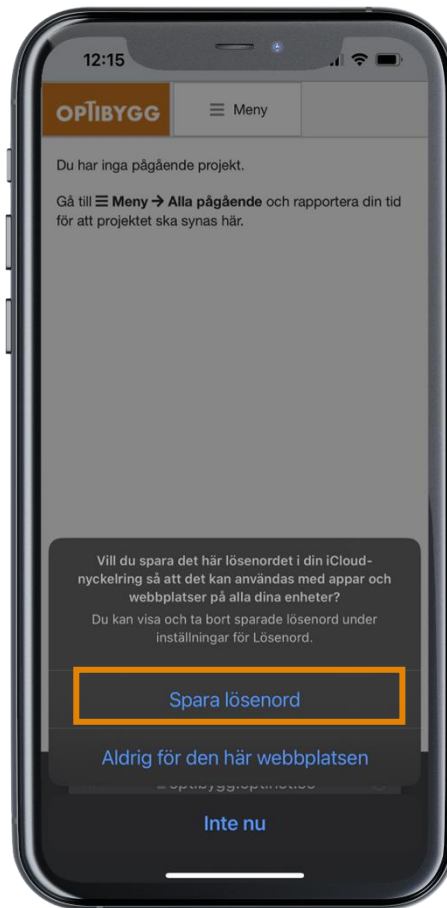 12:15
OPTIBYGG
Meny
Du har inga pågående projekt.
Gå till ☰ Meny → Alla pågående och rapportera din tid
för att projektet ska synas här.
Vill du spara det här lösenordet i din iCloud-
nyckelring så att det kan användas med appar och
webbplatser på alla dina enheter?
Du kan visa och ta bort sparade lösenord under
inställningar för Lösenord.
Spara lösenord
Aldrig för den här webbplatsen
Inte nu